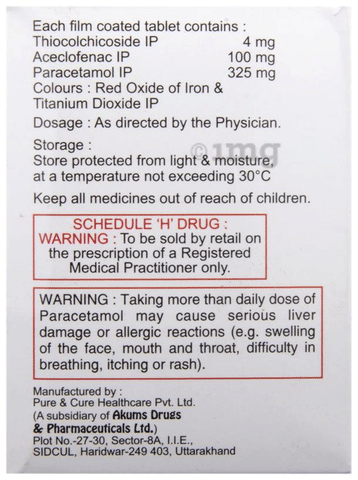 Each film coated tablet contains :
Thiocolchicoside IP 4 mg
Aceclofenac IP 100 mg
Paracetamol IP 325 mg
Colours : Red Oxide of Iron &
Titanium Dioxide IP
Dosage : As directed by the Physician.
Storage :
Store protected from light & moisture,
at a temperature not exceeding 30°C
Keep all medicines out of reach of children.
SCHEDULE 'H' DRUG :
WARNING : To be sold by retail on
the prescription of a Registered
Medical Practitioner only.
WARNING : Taking more than daily dose of
Paracetamol may cause serious liver
damage or allergic reactions (e.g. swelling
of the face, mouth and throat, difficulty in
breathing, itching or rash).
Manufactured by :
Pure & Cure Healthcare Pvt. Ltd.
(A subsidiary of Akums Drugs
& Pharmaceuticals Ltd.)
Plot No.-27-30, Sector-8A, I.I.E.,
SIDCUL, Haridwar-249 403, Uttarakhand
© 1mg